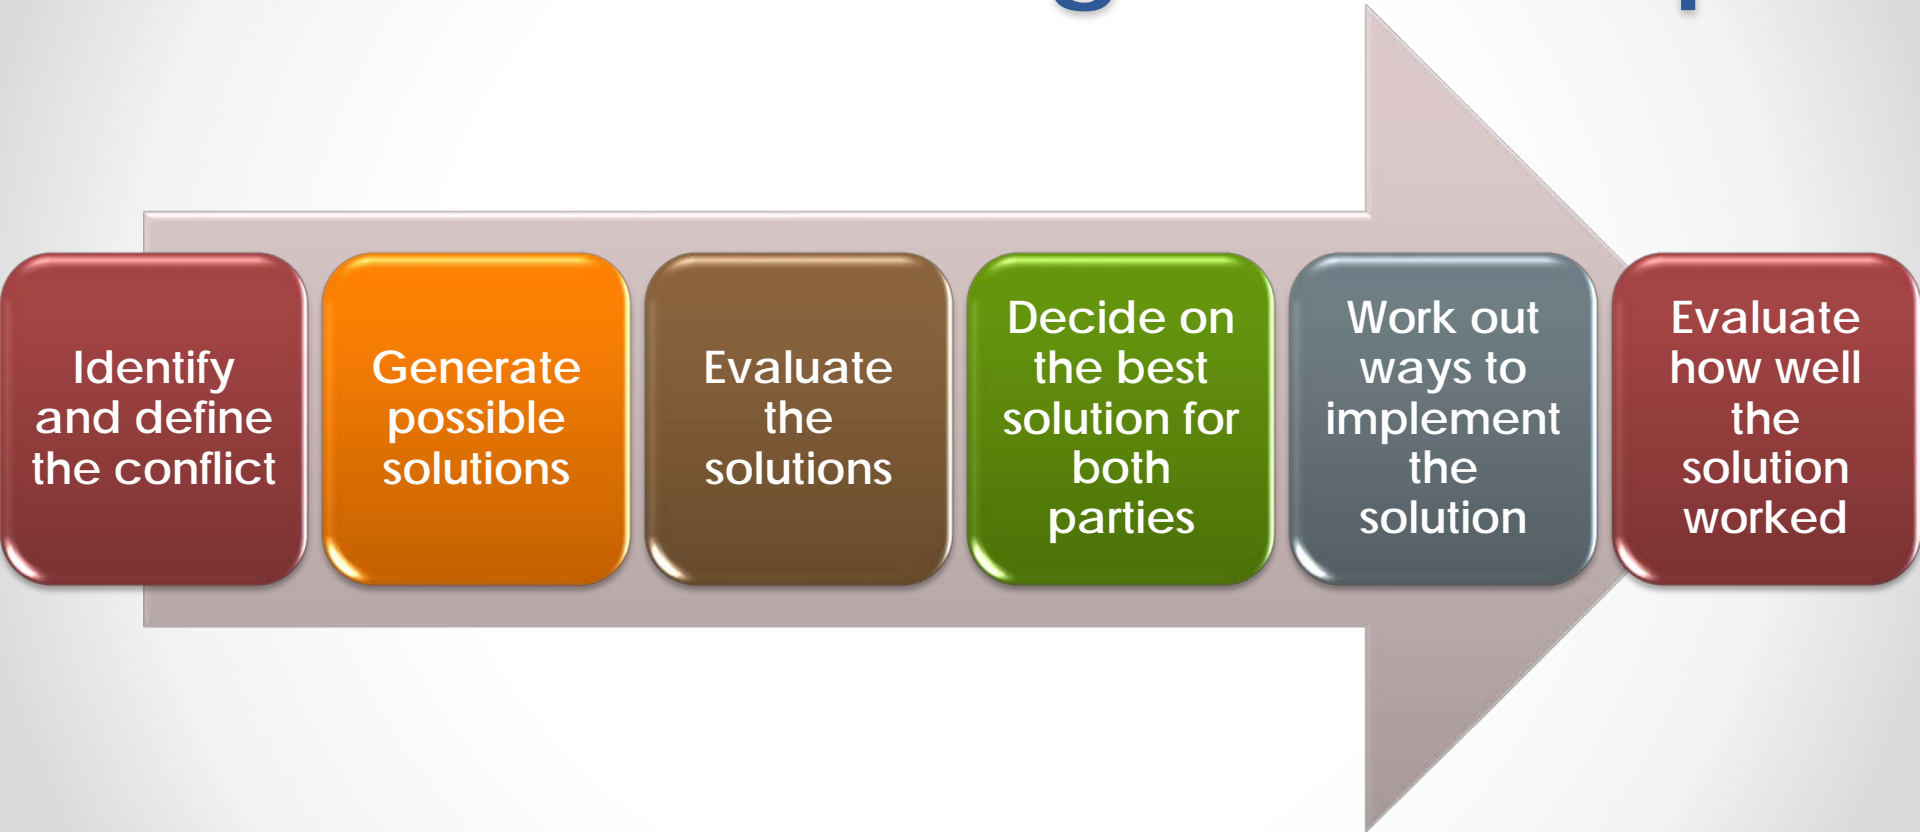 Identify
and define
the conflict
Generate
possible
solutions
Evaluate
the
solutions
Decide on
the best
solution for
both
parties
Work out
ways to
implement
the
solution
Evaluate
how well
the
solution
worked